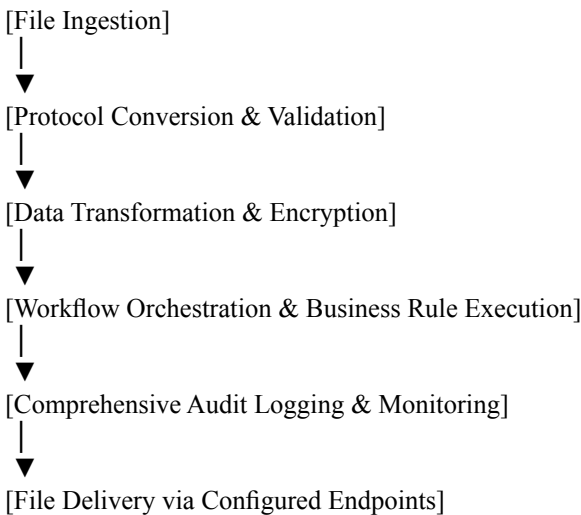 [File Ingestion]
[Protocol Conversion & Validation]
[Data Transformation & Encryption]
[Workflow Orchestration & Business Rule Execution]
[Comprehensive Audit Logging & Monitoring]
[File Delivery via Configured Endpoints]